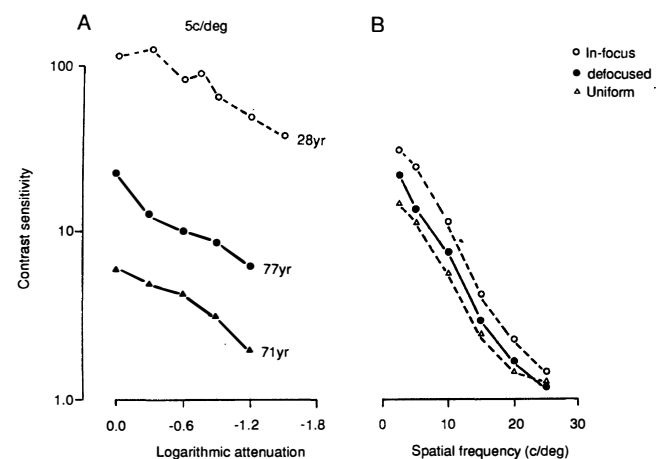 A
5c/deg
B
In-focus
defocused
Uniform
Contrast sensitivity
100
10
1.0
28yr
77yr
71yr
0.0 -0.6 -1.2 -1.8
Logarithmic attenuation
0 10 20 30
Spatial frequency (c/deg)